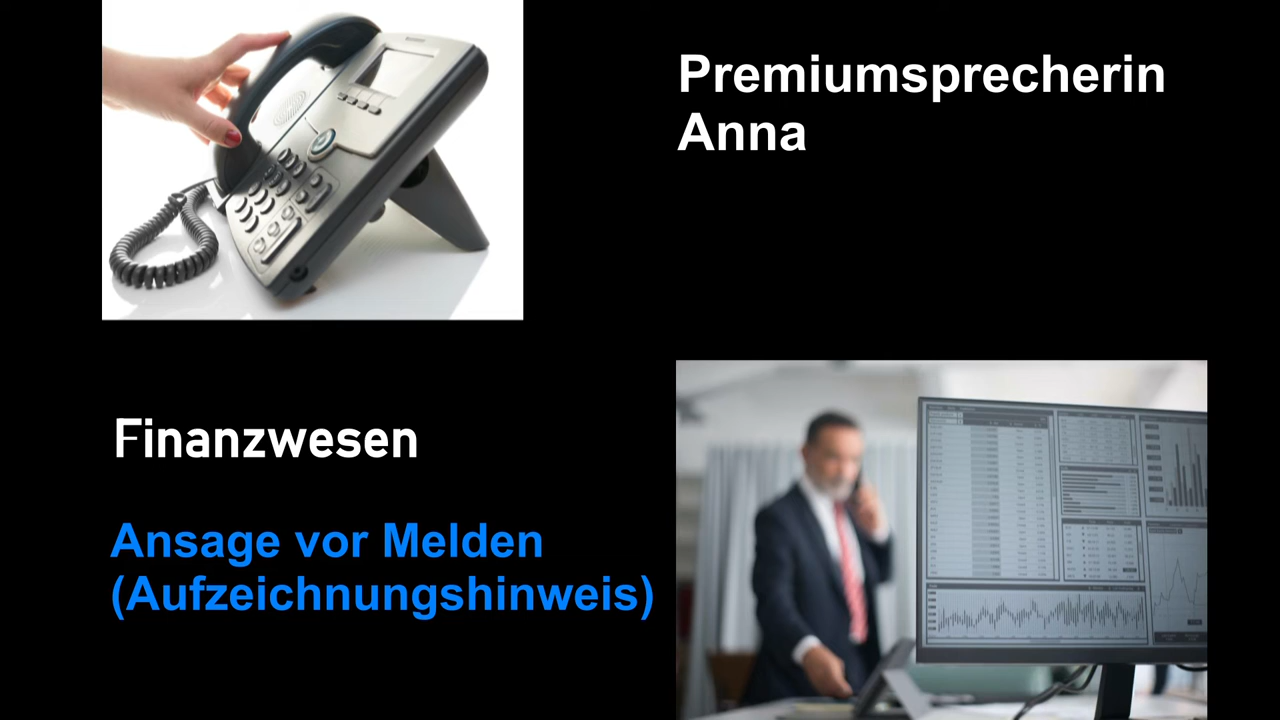 Premiumsprecherin
Anna
Finanzwesen
Ansage vor Melden
(Aufzeichnungshinweis)